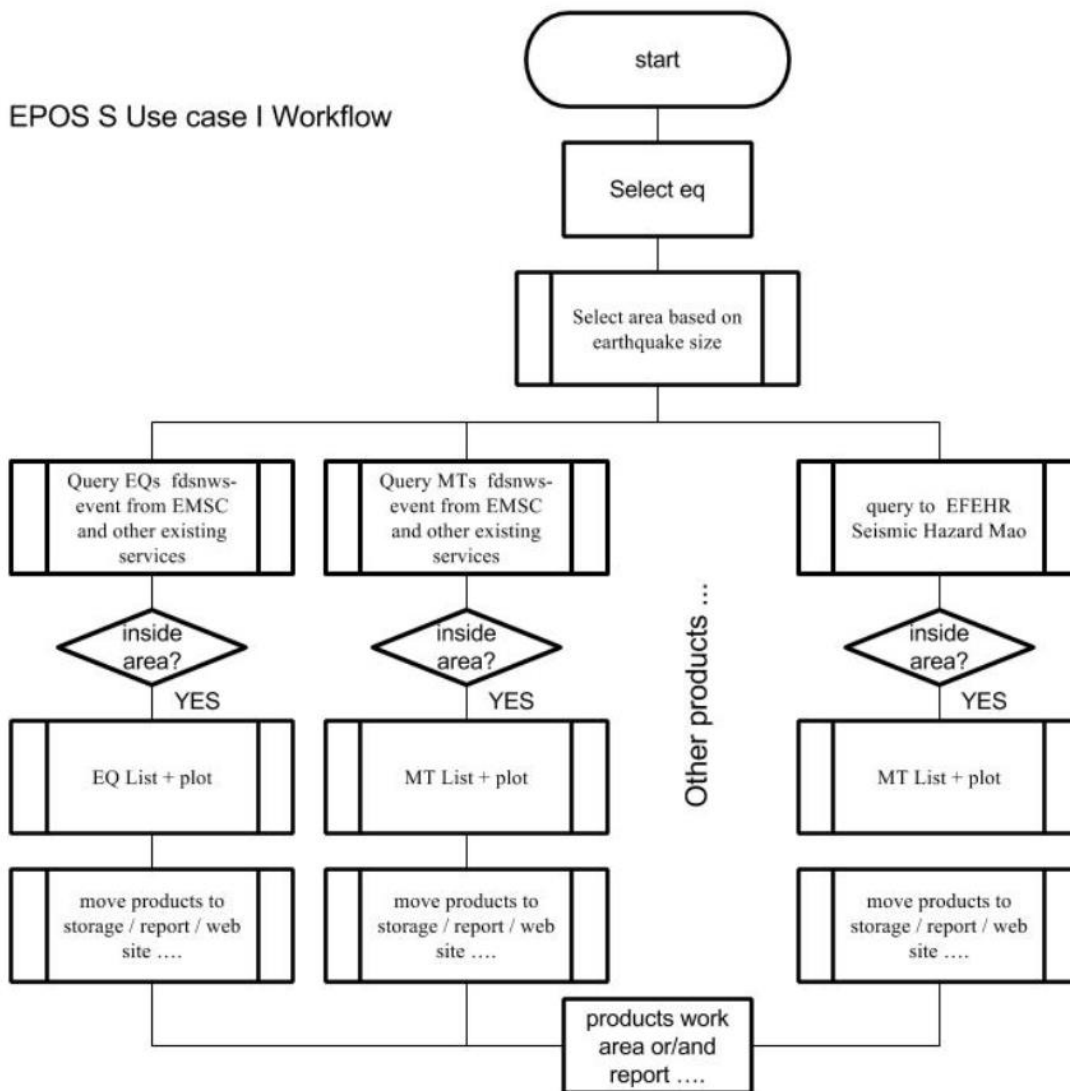 start
EPOS S Use case I Workflow
Select eq
Select area based on
earthquake size
Query EQs fdsnws-
event from EMSC
and other existing
services
Query MTs fdsnws-
event from EMSC
and other existing
services
query to EFEHR
Seismic Hazard Mao
inside
area?
inside
area?
inside
area?
YES
YES
YES
Other products ...
EQ List + plot
MT List + plot
MT List + plot
move products to
storage / report / web
site ....
move products to
storage / report / web
site ....
move products to
storage / report / web
site ....
products work
area or/and
report ....